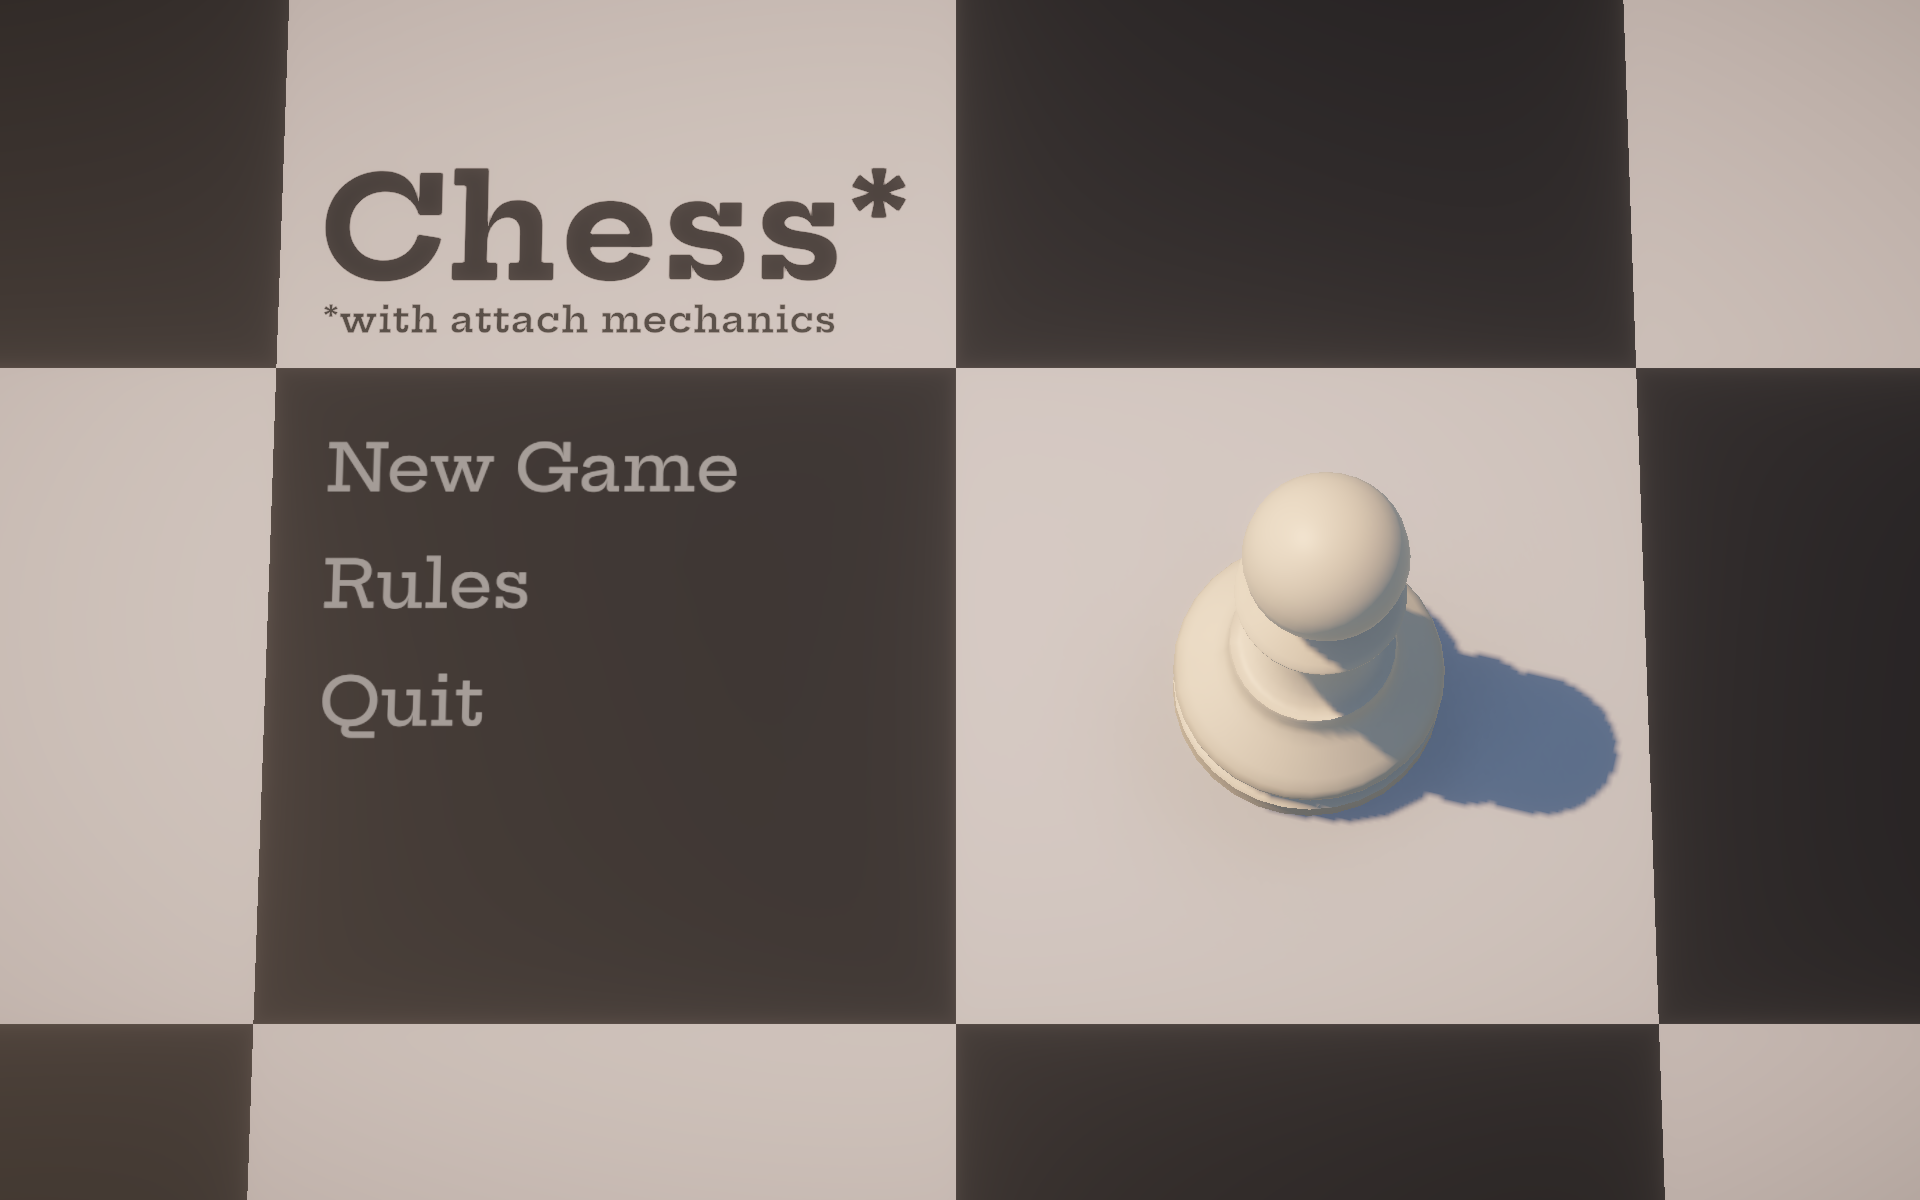 Chess*
*with attach mechanics
New Game
Rules
Quit